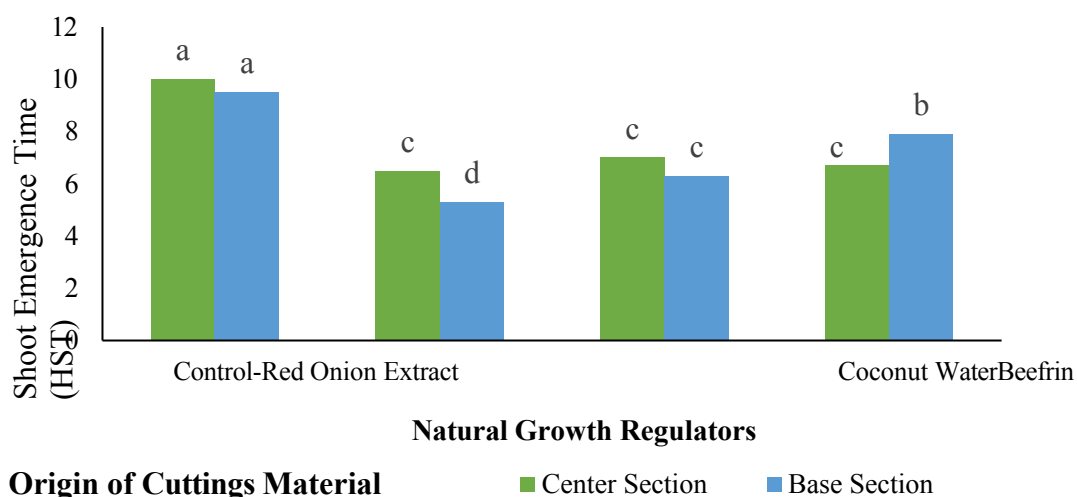 12
10
8
6
4
2
0
Shoot Emergence Time
(HST)
a a
c d
c c
c b
Control-Red Onion Extract Coconut WaterBeefrin
Natural Growth Regulators
Origin of Cuttings Material Center Section Base Section